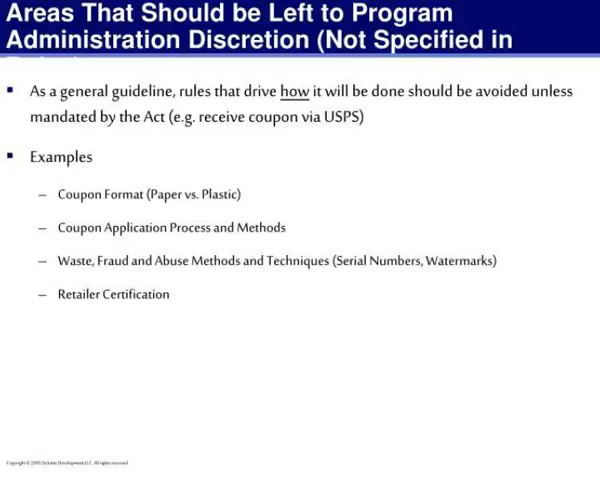 Areas That Should be Left to Program
Administration Discretion (Not Specified in
▪ As a general guideline, rules that drive how it will be done should be avoided unless
mandated by the Act (e.g. receive coupon via USPS)
▪ Examples
– Coupon Format (Paper vs. Plastic)
– Coupon Application Process and Methods
– Waste, Fraud and Abuse Methods and Techniques (Serial Numbers, Watermarks)
– Retailer Certification
Deloitte Development LLC. All rights reserved.